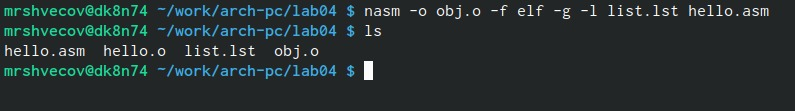 mrshvecov@dk8n74 ~/work/arch-pc/lab04 $ nasm -o obj.o -f elf -g -l list.lst hello.asm
mrshvecov@dk8n74 ~/work/arch-pc/lab04 $ ls
hello.asm  hello.o  list.lst  obj.o
mrshvecov@dk8n74 ~/work/arch-pc/lab04 $